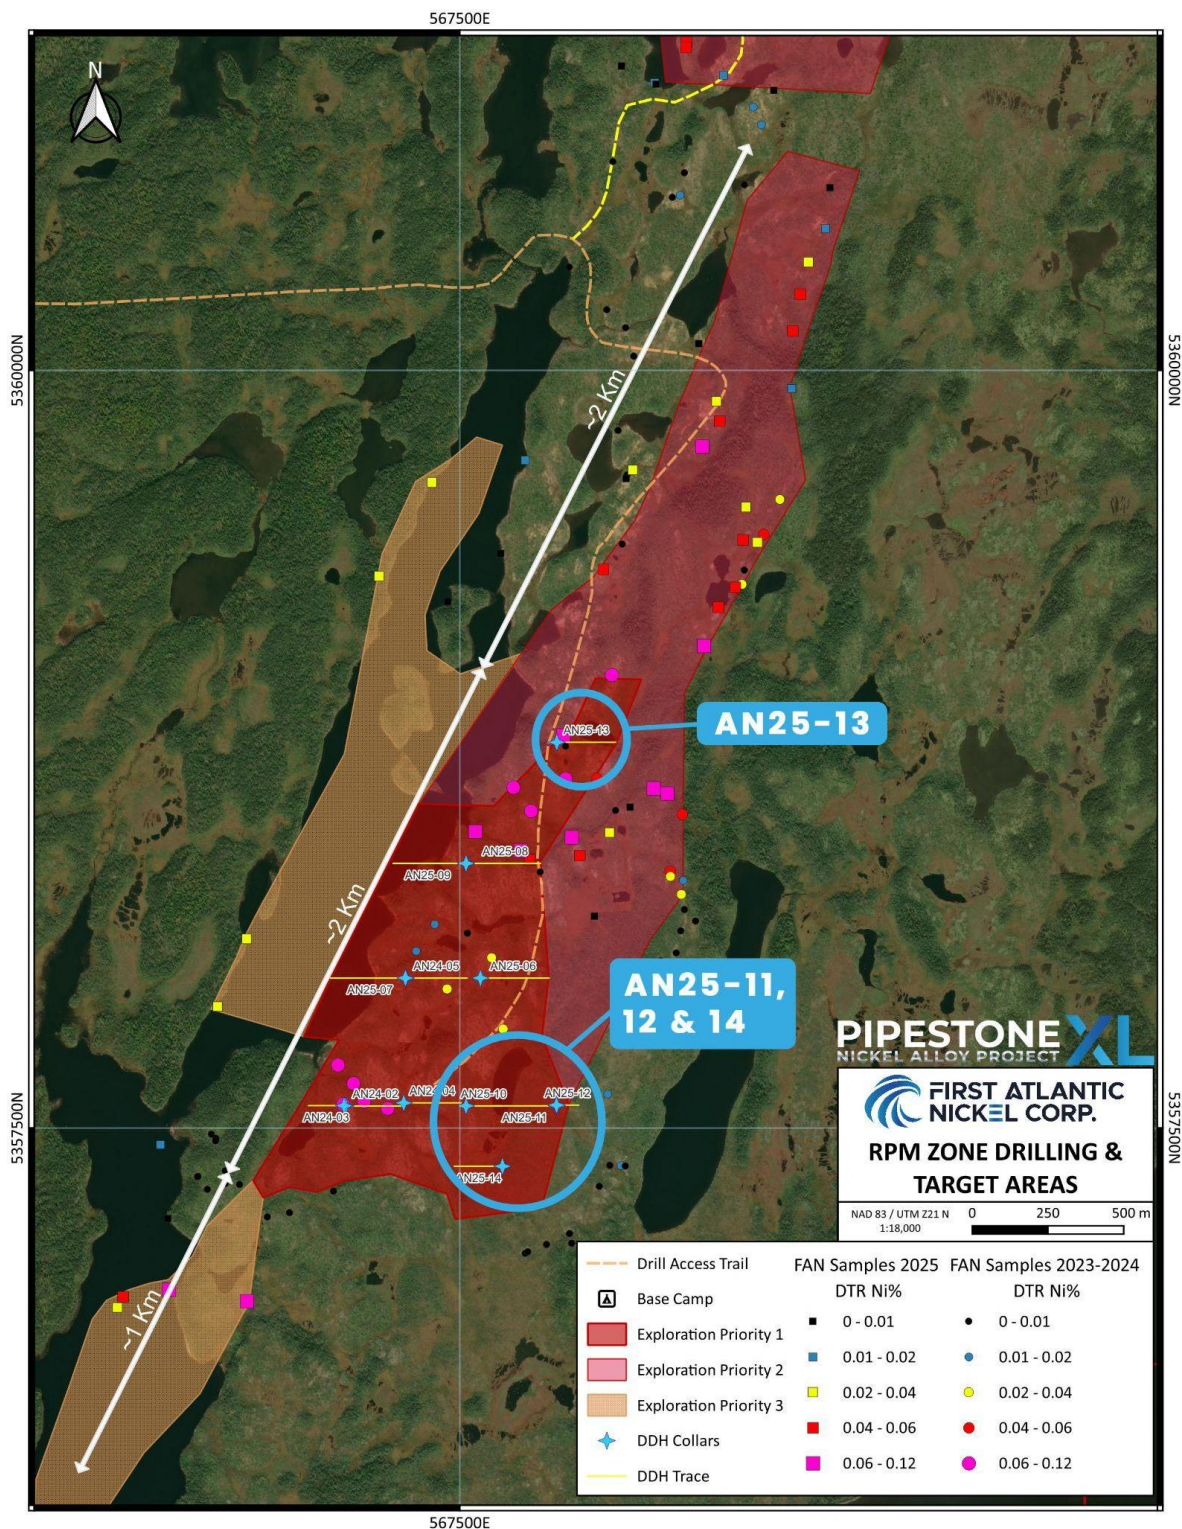 567500E
N
5360000N
5360000N
~2 Km
AN25-13
AN25-13
AN25-08
AN25-09
~2 Km
AN24-05
AN25-06
AN25-07
AN25-11,
12 & 14
AN24-02
AN24-04
AN25-10
AN25-12
AN24-03
AN25-11
5357500N
5357500N
AN25-14
~1 Km
PIPESTONE XL
NICKEL ALLOY PROJECT
FIRST ATLANTIC
NICKEL CORP.
RPM ZONE DRILLING &
TARGET AREAS
NAD 83 / UTM Z21 N
1:18,000
0 250 500 m
Drill Access Trail
Base Camp
Exploration Priority 1
Exploration Priority 2
Exploration Priority 3
DDH Collars
DDH Trace
FAN Samples 2025
DTR Ni%
0 - 0.01
0.01 - 0.02
0.02 - 0.04
0.04 - 0.06
0.06 - 0.12
FAN Samples 2023-2024
DTR Ni%
0 - 0.01
0.01 - 0.02
0.02 - 0.04
0.04 - 0.06
0.06 - 0.12
567500E